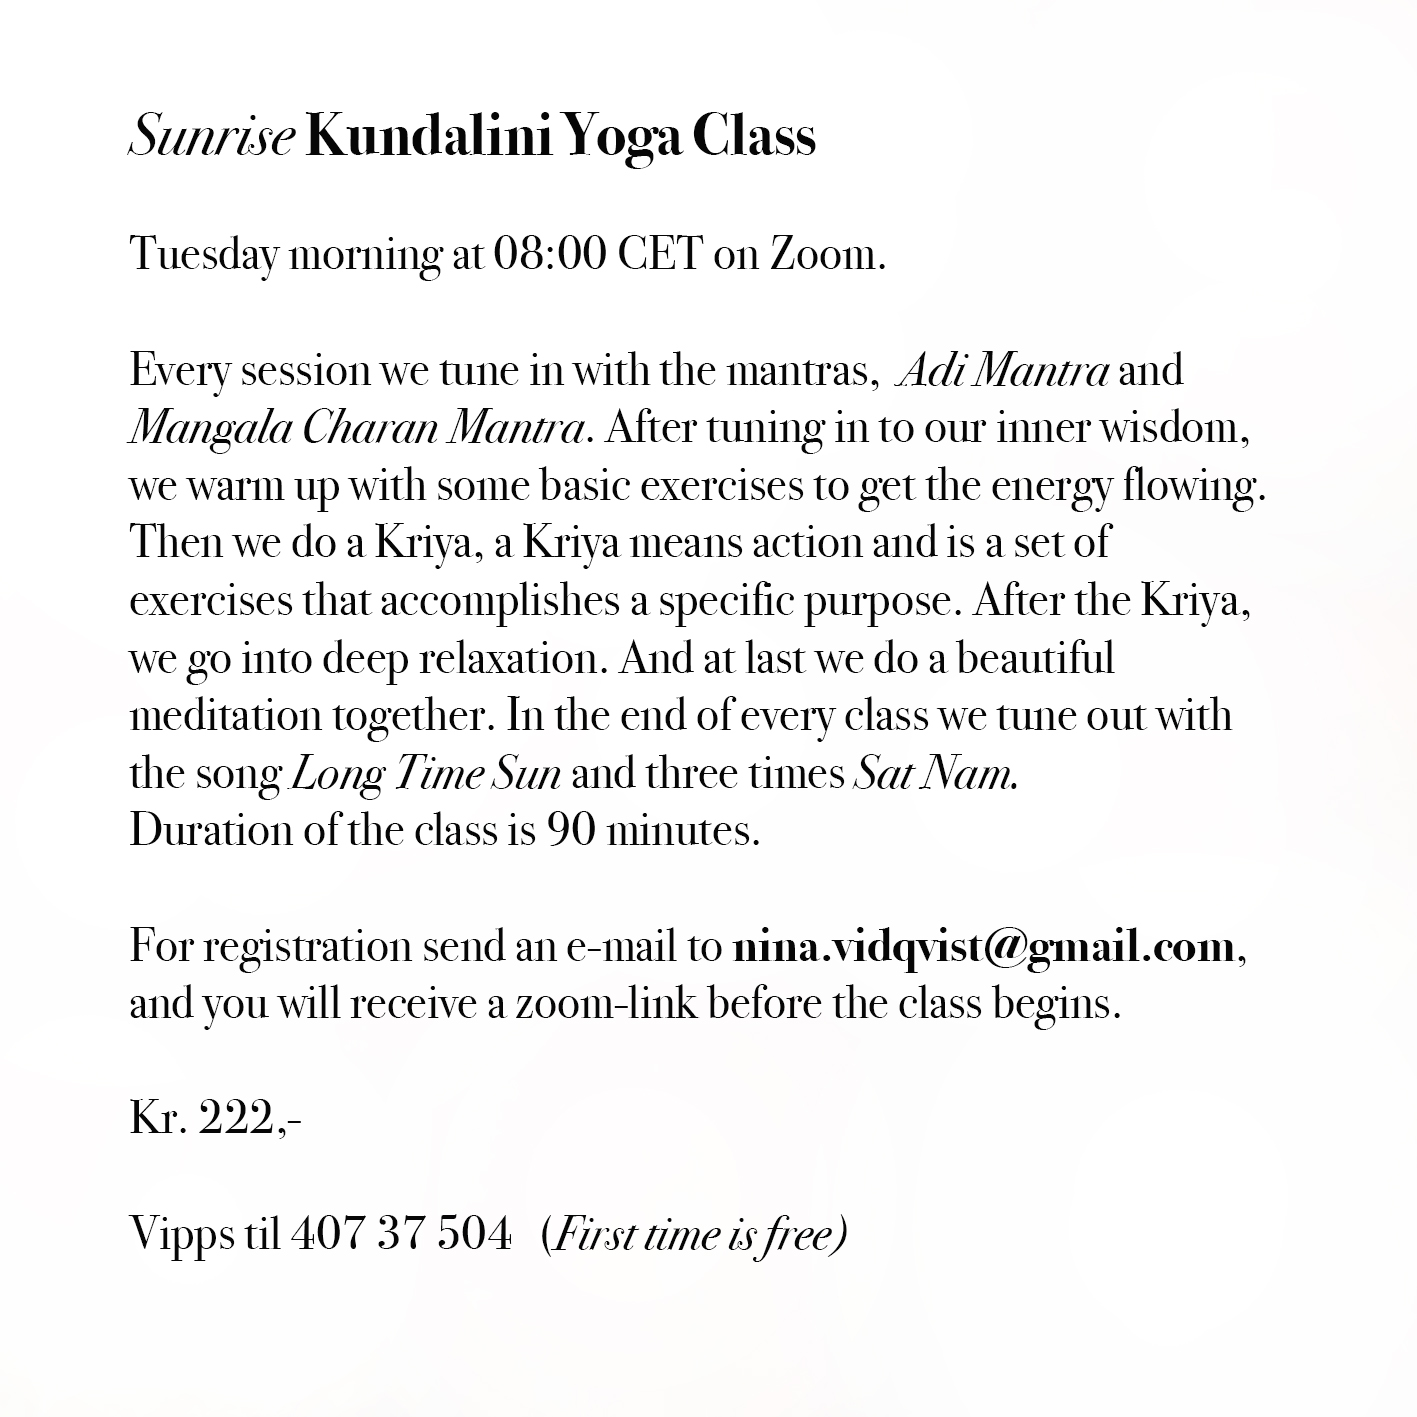 Sunrise Kundalini Yoga Class
Tuesday morning at 08:00 CET on Zoom.
Every session we tune in with the mantras, Adi Mantra and
Mangala Charan Mantra. After tuning in to our inner wisdom,
we warm up with some basic exercises to get the energy flowing.
Then we do a Kriya, a Kriya means action and is a set of
exercises that accomplishes a specific purpose. After the Kriya,
we go into deep relaxation. And at last we do a beautiful
meditation together. In the end of every class we tune out with
the song Long Time Sun and three times Sat Nam.
Duration of the class is 90 minutes.
For registration send an e-mail to nina.vidqvist@gmail.com,
and you will receive a zoom-link before the class begins.
Kr. 222,-
Vipps til 407 37 504 (First time is free)